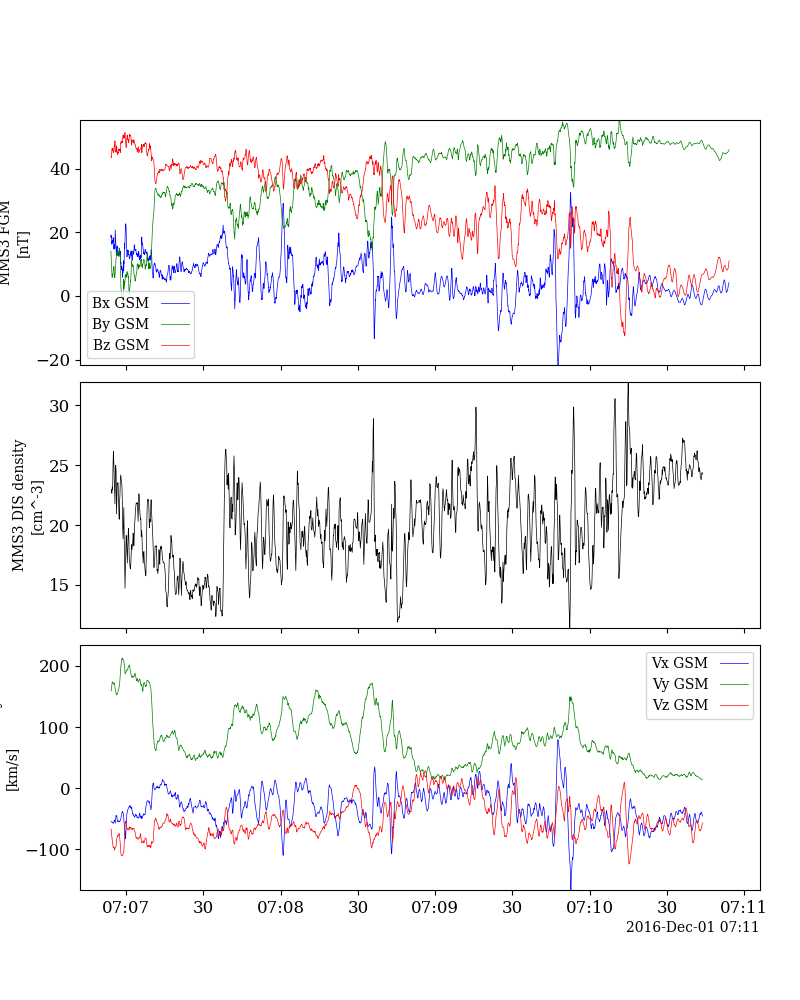 MMS3 FGM
[nT]
40
20
0
−20
Bx GSM
By GSM
Bz GSM
MMS3 DIS density
[cm^-3]
30
25
20
15
[km/s]
200
100
0
−100
Vx GSM
Vy GSM
Vz GSM
07:07 30 07:08 30 07:09 30 07:10 30 07:11
2016-Dec-01 07:11